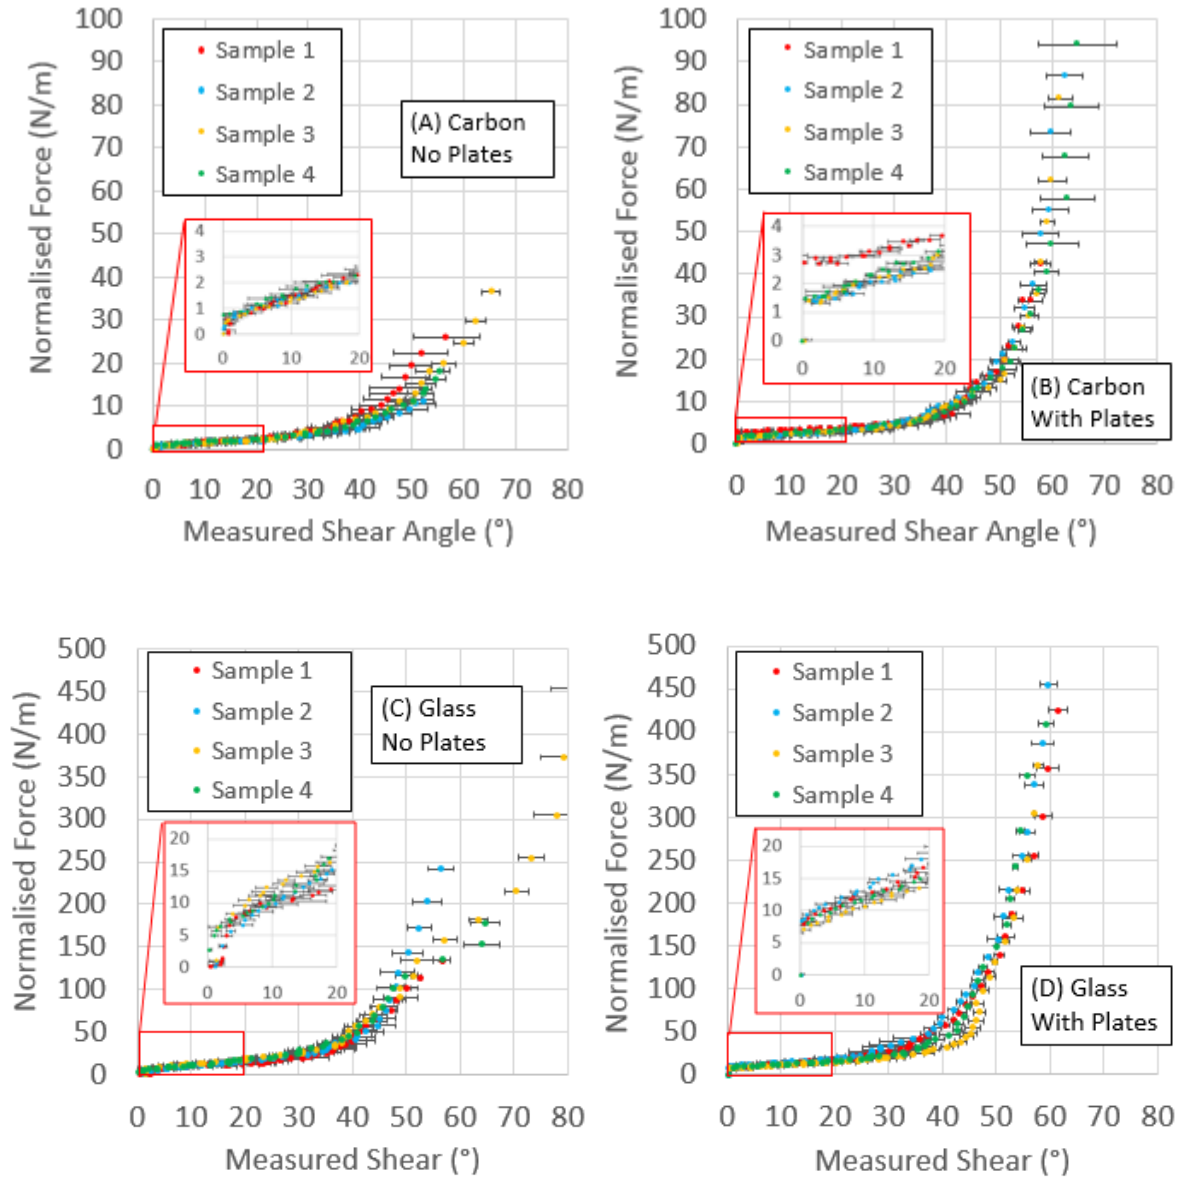 100
90
80
70
60
50
40
30
20
10
0
Normalised Force (N/m)
Sample 1
Sample 2
Sample 3
Sample 4
(A) Carbon
No Plates
4
3
2
1
0
0 10 20
0 10 20 30 40 50 60 70 80
Measured Shear Angle (°)
100
90
80
70
60
50
40
30
20
10
0
Normalised Force (N/m)
Sample 1
Sample 2
Sample 3
Sample 4
4
3
2
1
0
0 10 20
(B) Carbon
With Plates
0 10 20 30 40 50 60 70 80
Measured Shear Angle (°)
500
450
400
350
300
250
200
150
100
50
0
Normalised Force (N/m)
Sample 1
Sample 2
Sample 3
Sample 4
(C) Glass
No Plates
20
15
10
5
0
0 10 20
0 10 20 30 40 50 60 70 80
Measured Shear (°)
500
450
400
350
300
250
200
150
100
50
0
Normalised Force (N/m)
Sample 1
Sample 2
Sample 3
Sample 4
20
15
10
5
0
0 10 20
(D) Glass
With Plates
0 10 20 30 40 50 60 70 80
Measured Shear (°)